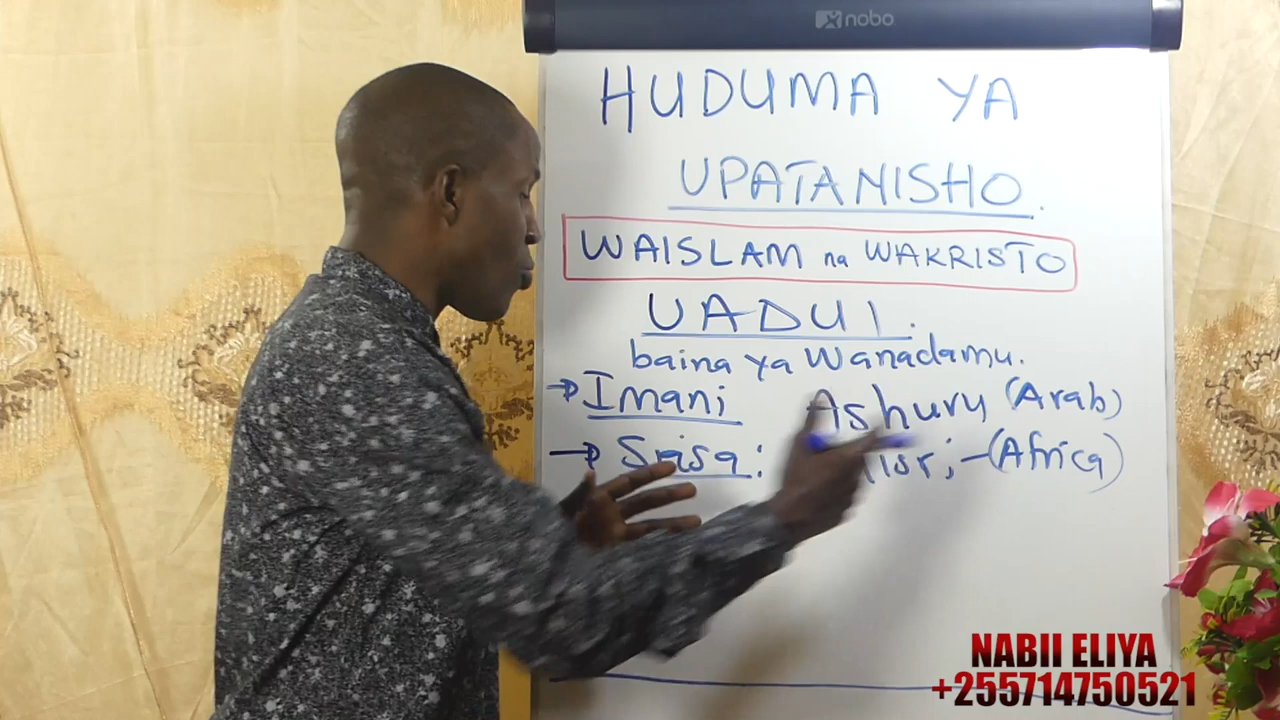 nobo
HUDUMA YA
UPATANISHO.
WAISLAM na WAKRISTO
UADUI.
baina ya Wanadamu.
→ Imani Ashury (Arab)
→ Siasa: isr; -(Africa)
NABII ELIYA
+255714750521